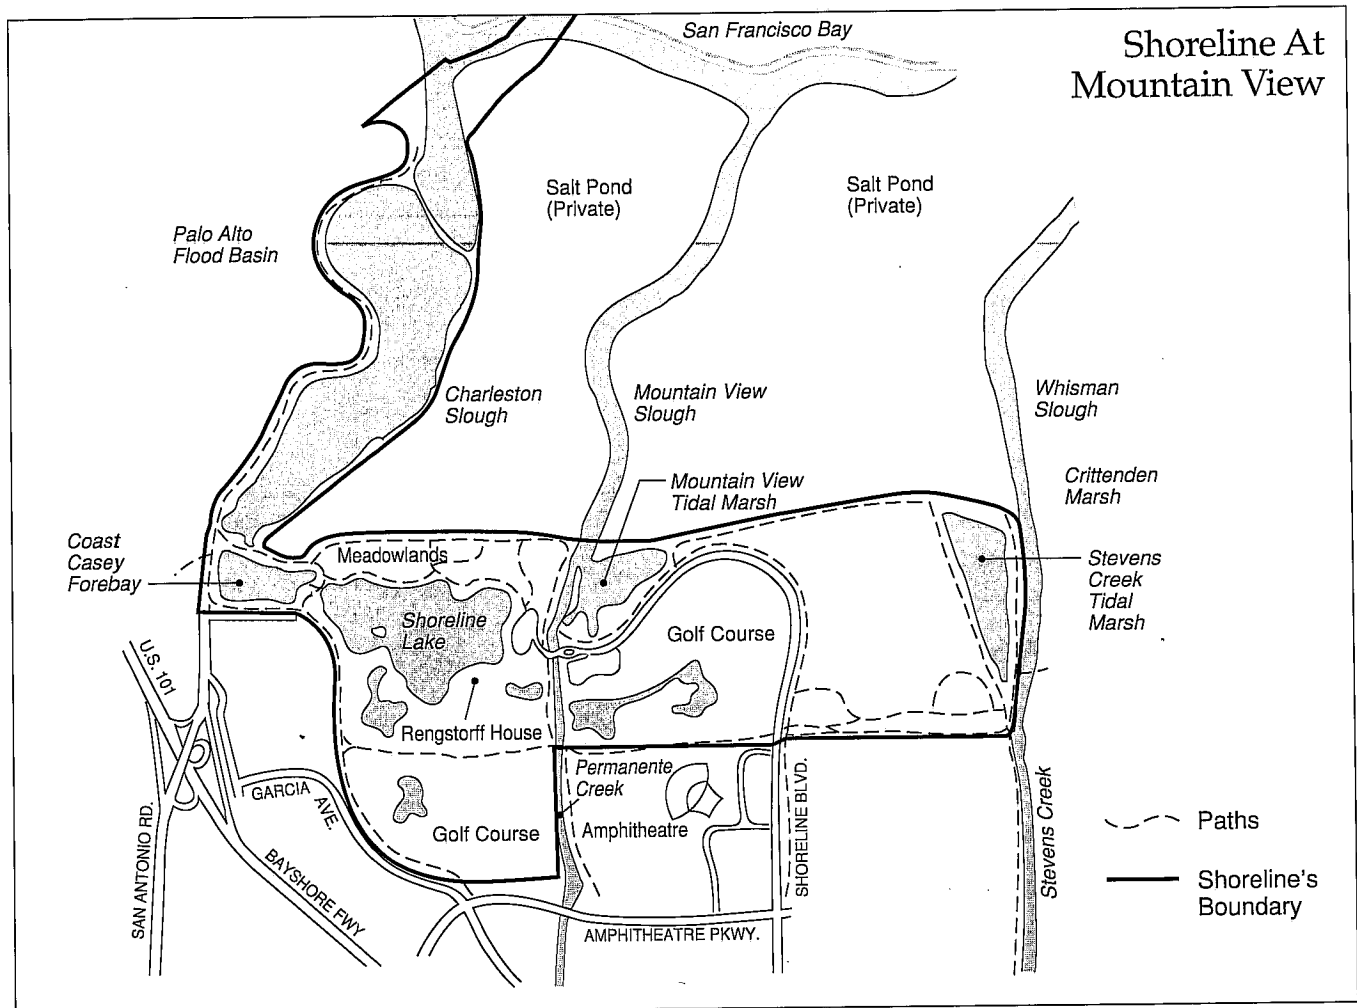 San Francisco Bay
Shoreline At
Mountain View
Salt Pond
(Private)
Salt Pond
(Private)
Palo Alto
Flood Basin
Charleston
Slough
Mountain View
Slough
Whisman
Slough
Mountain View
Tidal Marsh
Crittenden
Marsh
Coast
Casey
Forebay
Meadowlands
Stevens
Creek
Tidal
Marsh
Shoreline
Lake
Golf Course
U.S. 101
Rengstorff House
Permanente
Creek
GARCIA
AVE.
Golf Course
Amphitheatre
SHORELINE BLVD.
Stevens Creek
Paths
SAN ANTONIO RD.
BAYSHORE FWY
Shoreline's
Boundary
AMPHITHEATRE PKWY.